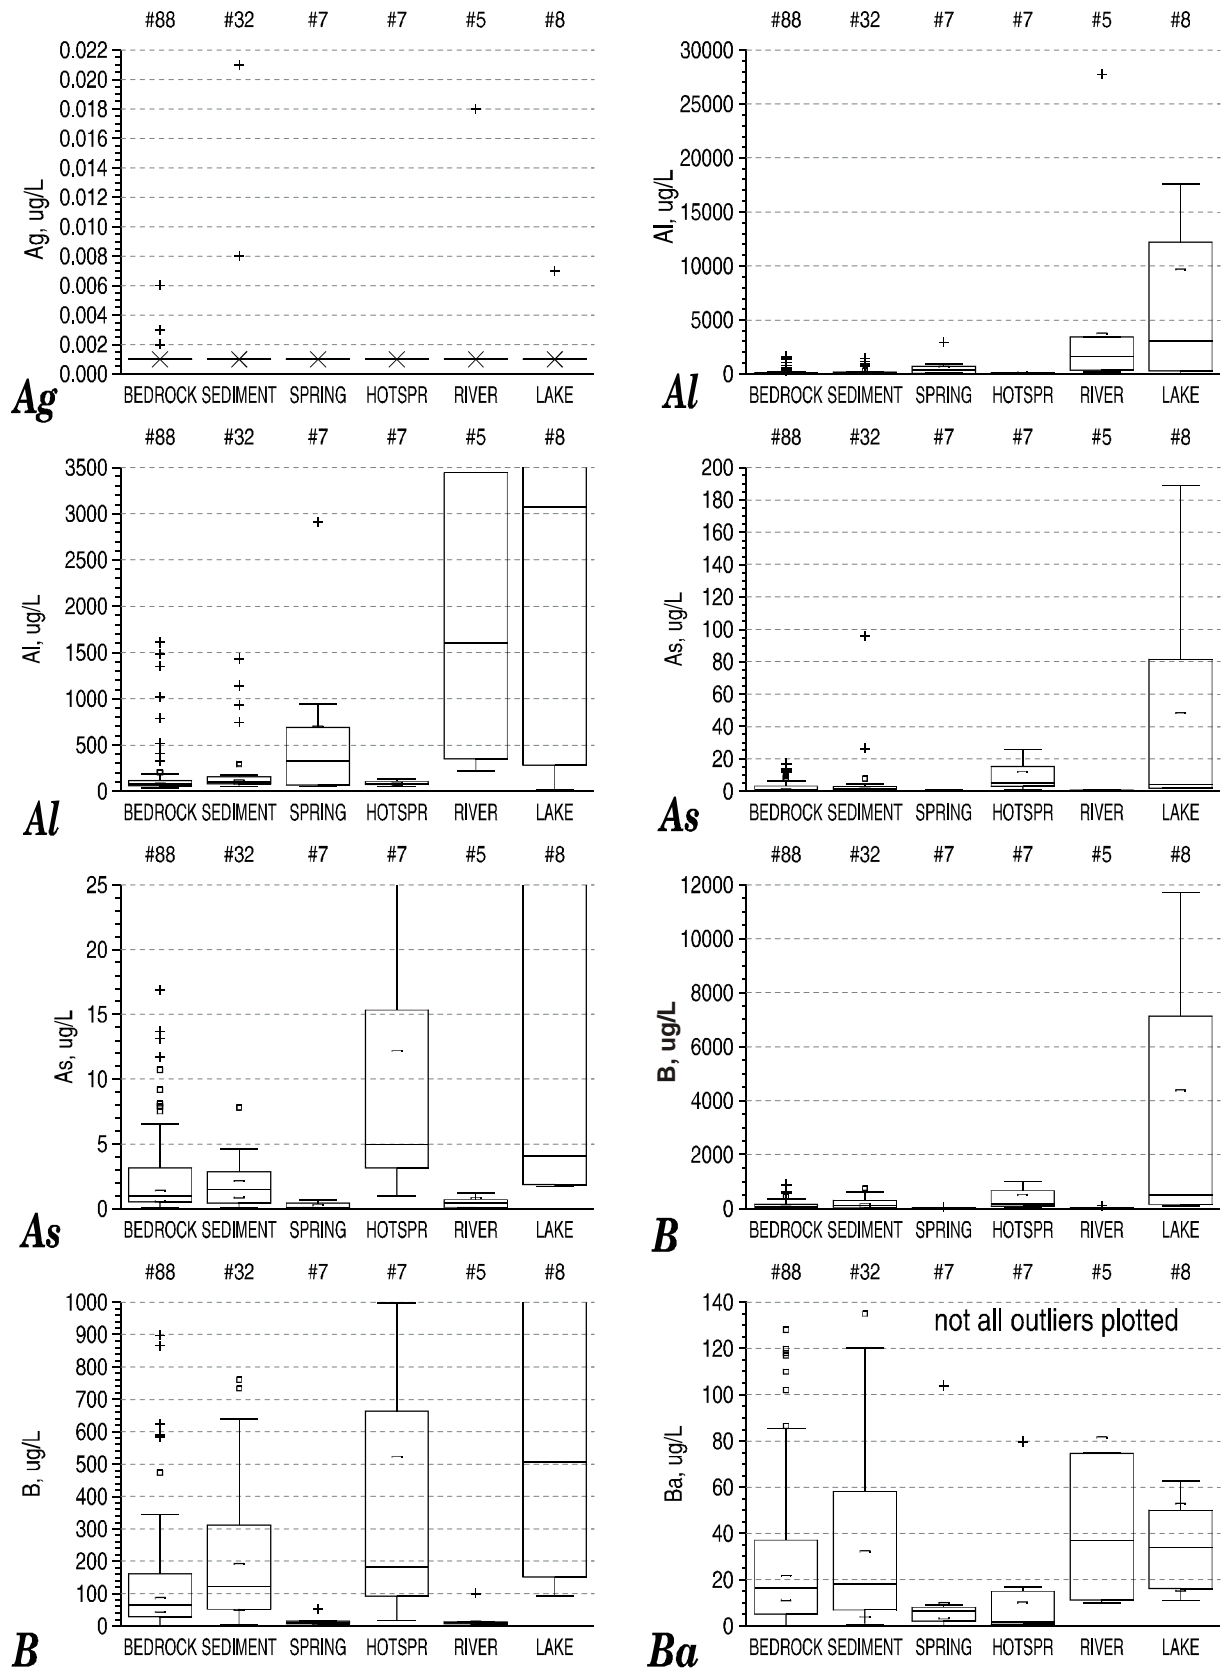 #88 #32 #7 #7 #5 #8
0.022
0.020
0.018
0.016
0.014
0.012
0.010
0.008
0.006
0.004
0.002
0.000
Ag, ug/L
BEDROCK SEDIMENT SPRING HOTSPR RIVER LAKE
Ag
#88 #32 #7 #7 #5 #8
30000
25000
20000
15000
10000
5000
0
Al, ug/L
BEDROCK SEDIMENT SPRING HOTSPR RIVER LAKE
Al
#88 #32 #7 #7 #5 #8
3500
3000
2500
2000
1500
1000
500
0
Al, ug/L
BEDROCK SEDIMENT SPRING HOTSPR RIVER LAKE
Al
#88 #32 #7 #7 #5 #8
200
180
160
140
120
100
80
60
40
20
0
As, ug/L
BEDROCK SEDIMENT SPRING HOTSPR RIVER LAKE
As
#88 #32 #7 #7 #5 #8
25
20
15
10
5
0
As, ug/L
BEDROCK SEDIMENT SPRING HOTSPR RIVER LAKE
As
#88 #32 #7 #7 #5 #8
12000
10000
8000
6000
4000
2000
0
B, ug/L
BEDROCK SEDIMENT SPRING HOTSPR RIVER LAKE
B
#88 #32 #7 #7 #5 #8
1000
900
800
700
600
500
400
300
200
100
0
B, ug/L
BEDROCK SEDIMENT SPRING HOTSPR RIVER LAKE
B
#88 #32 #7 #7 #5 #8
not all outliers plotted
140
120
100
80
60
40
20
0
Ba, ug/L
BEDROCK SEDIMENT SPRING HOTSPR RIVER LAKE
Ba